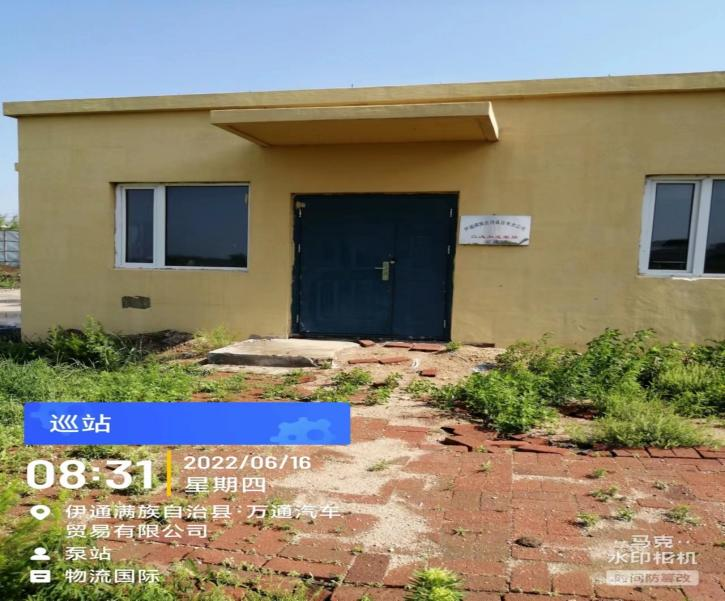 巡站
08:31
2022/06/16
星期四
伊通满族自治县·万通汽车
贸易有限公司
泵站
物流国际
马克
水印相机
时间防篡改